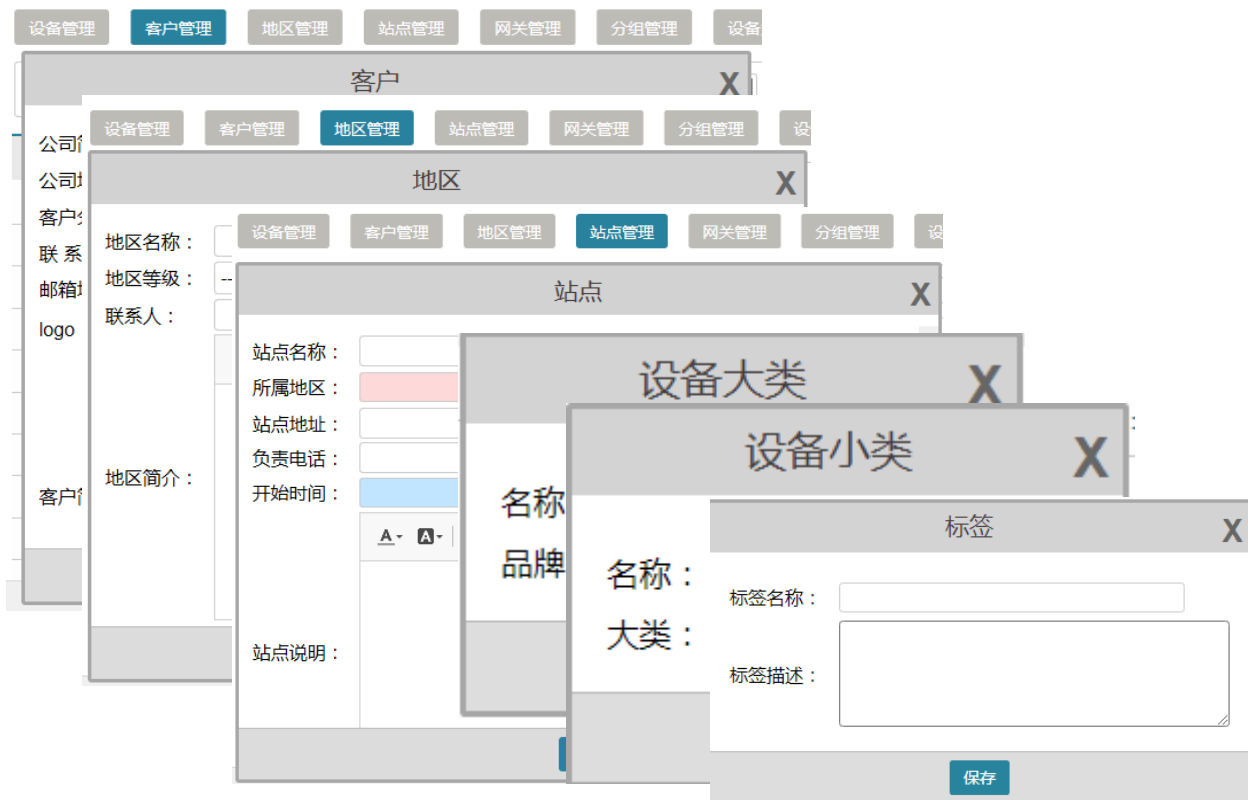 设备管理 客户管理 地区管理 站点管理 网关管理 分组管理 设备
客户 X
公司
公司
客户
联 系
邮箱
logo
客户
设备管理 客户管理 地区管理 站点管理 网关管理 分组管理 设
地区 X
地区名称：
地区等级： --
联系人：
地区简介：
设备管理 客户管理 地区管理 站点管理 网关管理 分组管理 设
站点 X
站点名称：
所属地区：
站点地址：
负责电话：
开始时间：
A A
站点说明：
设备大类 X
名称
品牌
设备小类 X
名称：
大类：
标签 X
标签名称：
标签描述：
保存